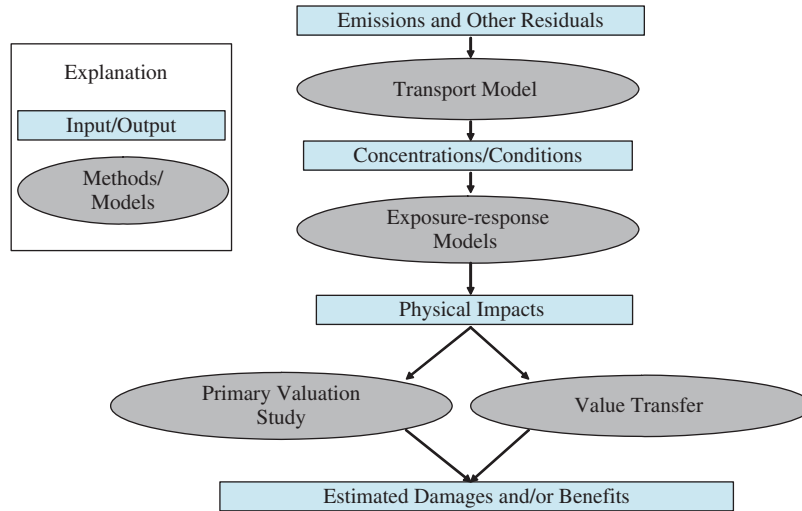 Emissions and Other Residuals
Explanation
Input/Output
Methods/
Models
Transport Model
Concentrations/Conditions
Exposure-response
Models
Physical Impacts
Primary Valuation
Study
Value Transfer
Estimated Damages and/or Benefits